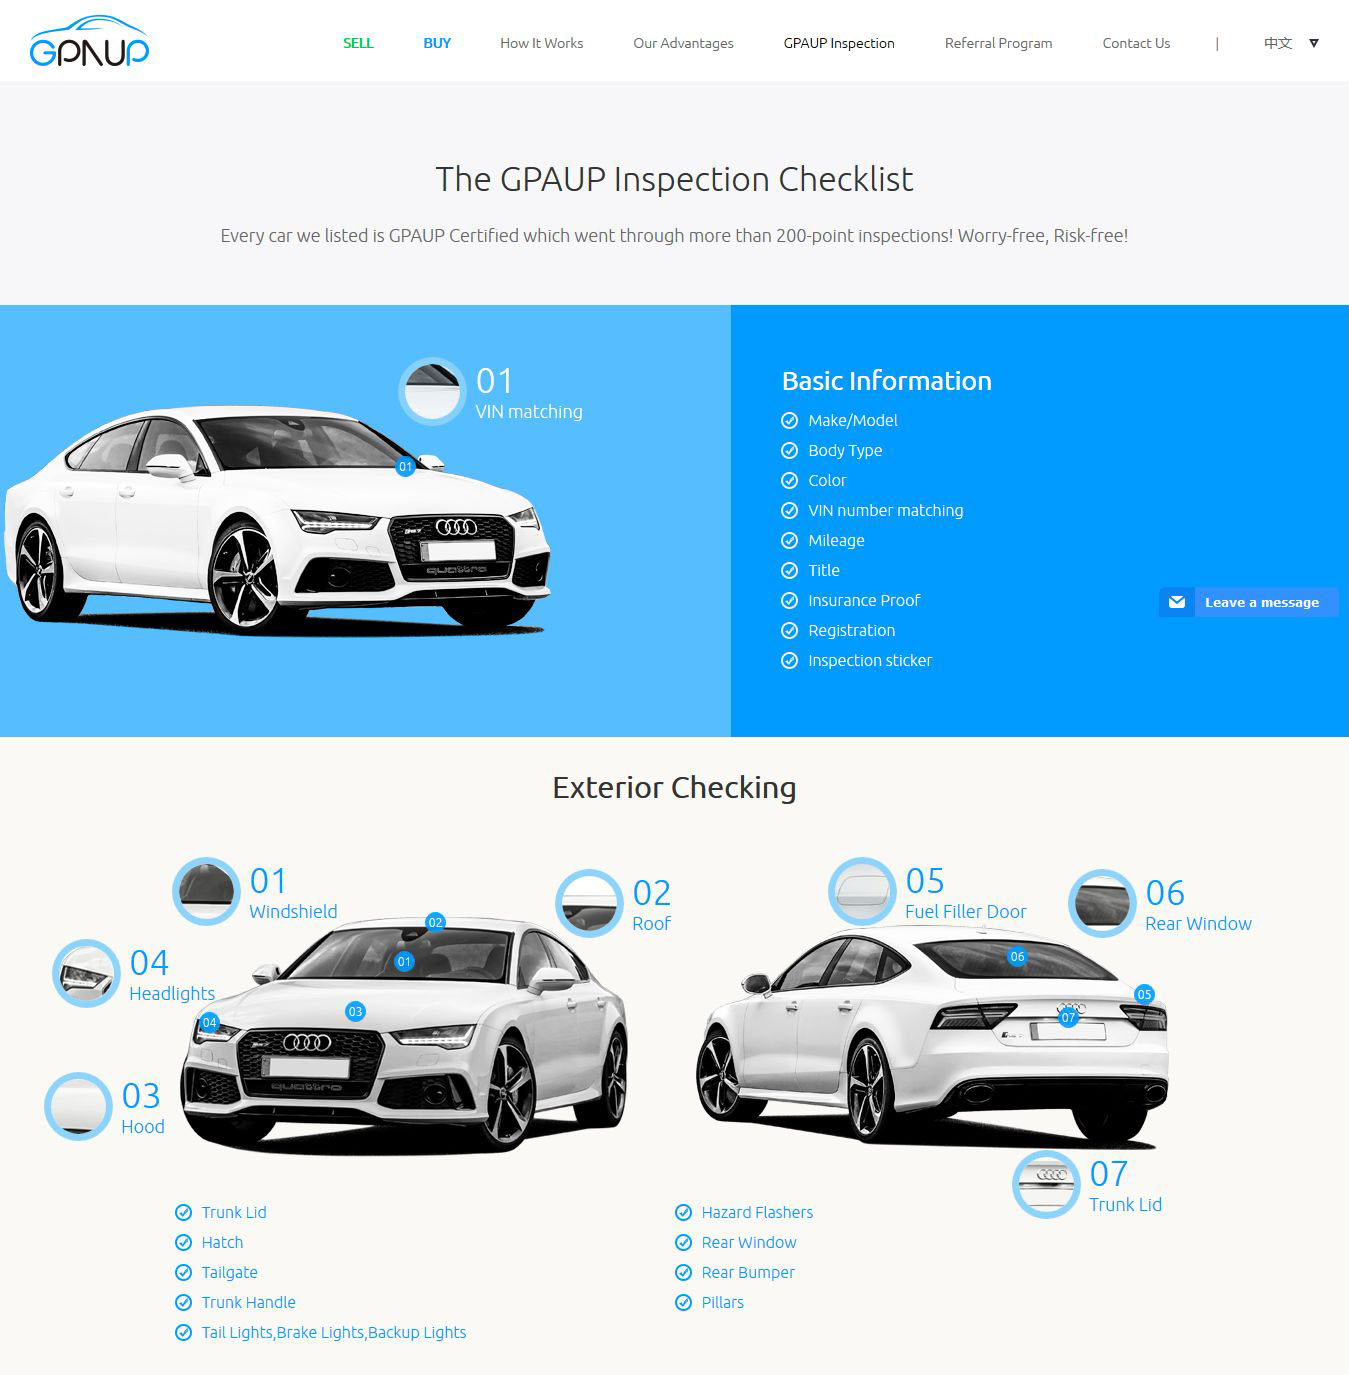 GPAUP
SELL BUY How It Works Our Advantages GPAUP Inspection Referral Program Contact Us | 中文
The GPAUP Inspection Checklist
Every car we listed is GPAUP Certified which went through more than 200-point inspections! Worry-free, Risk-free!
01
VIN matching
01
quattro
Basic Information
Make/Model
Body Type
Color
VIN number matching
Mileage
Title
Insurance Proof
Registration
Inspection sticker
Leave a message
Exterior Checking
01
Windshield
02
Roof
04
Headlights
03
Hood
02
01
03
04
quattro
05
Fuel Filler Door
06
Rear Window
06
05
07
07
Trunk Lid
Trunk Lid
Hatch
Tailgate
Trunk Handle
Tail Lights,Brake Lights,Backup Lights
Hazard Flashers
Rear Window
Rear Bumper
Pillars